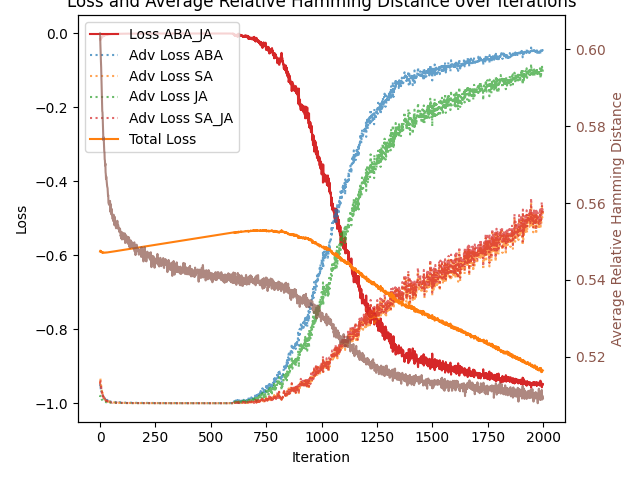 Loss and Average Relative Hamming Distance over Iterations
Loss ABA_JA
Adv Loss ABA
Adv Loss SA
Adv Loss JA
Adv Loss SA_JA
Total Loss
0.0
−0.2
−0.4
−0.6
−0.8
−1.0
Loss
0.60
0.58
0.56
0.54
0.52
Average Relative Hamming Distance
0 250 500 750 1000 1250 1500 1750 2000
Iteration